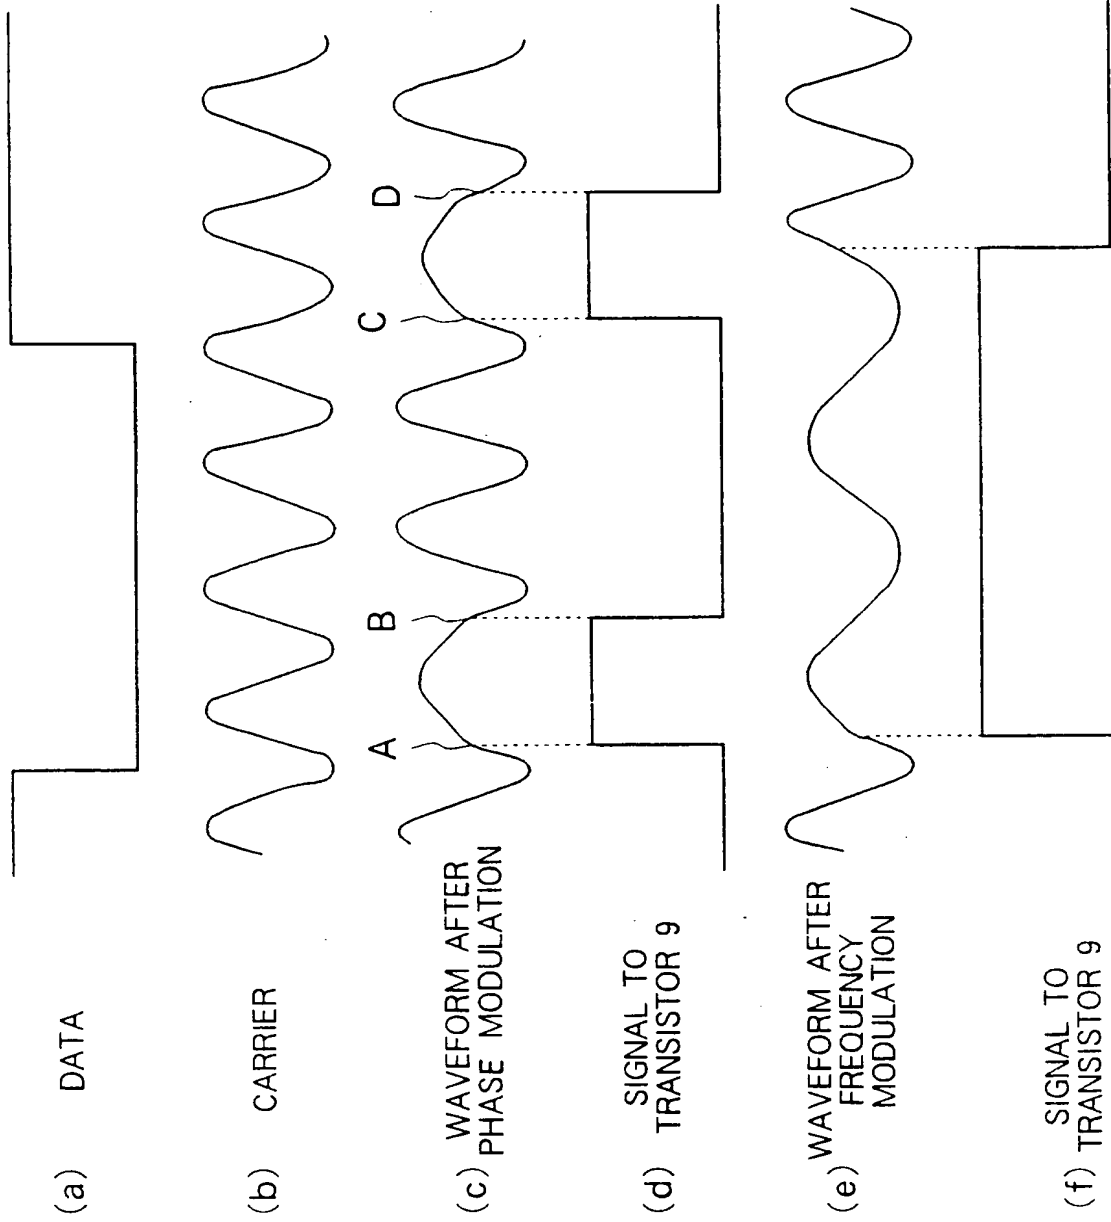 (a) DATA
(b) CARRIER
(c) WAVEFORM AFTER
PHASE MODULATION
A
B
C
D
(d) SIGNAL TO
TRANSISTOR 9
(e) WAVEFORM AFTER
FREQUENCY
MODULATION
(f) SIGNAL TO
TRANSISTOR 9